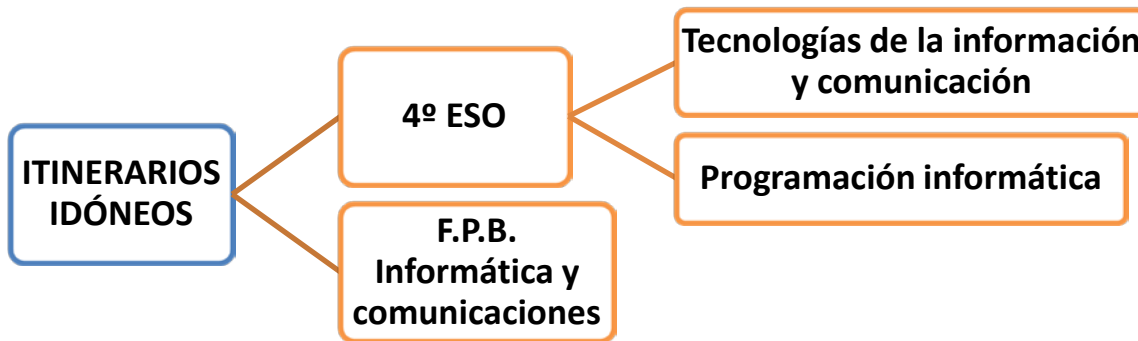 ITINERARIOS
IDÓNEOS
4º ESO
Tecnologías de la información
y comunicación
Programación informática
F.P.B.
Informática y
comunicaciones